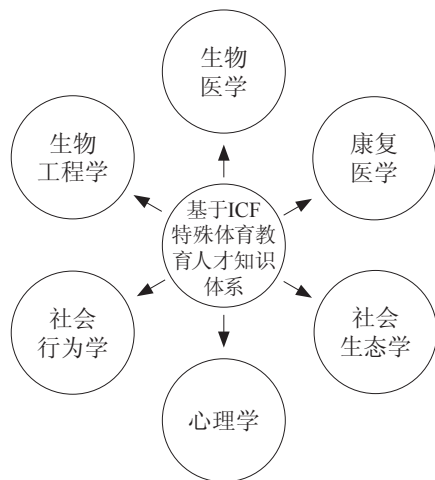 生物
医学
生物
工程学
康复
医学
基于ICF
特殊体育教
育人才知识
体系
社会
行为学
社会
生态学
心理学